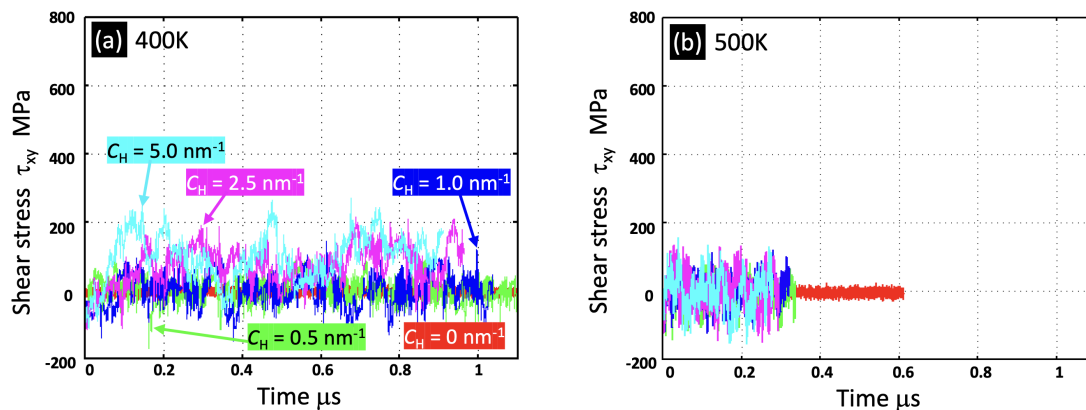 (a) 400K
800
600
400
200
0
-200
Shear stress τxy MPa
CH = 5.0 nm-1
CH = 2.5 nm-1
CH = 1.0 nm-1
CH = 0.5 nm-1
CH = 0 nm-1
0 0.2 0.4 0.6 0.8 1
Time μs
(b) 500K
800
600
400
200
0
-200
Shear stress τxy MPa
0 0.2 0.4 0.6 0.8 1
Time μs